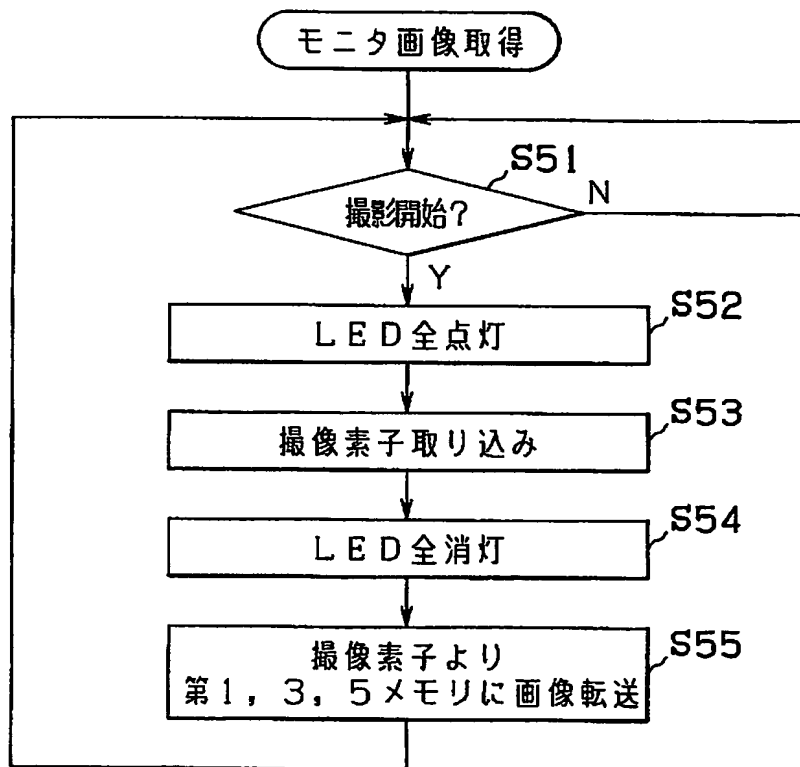 モニタ画像取得
S51
撮影開始?
N
Y
S52
LED全点灯
S53
撮像素子取り込み
S54
LED全消灯
S55
撮像素子より
第1,3,5メモリに画像転送